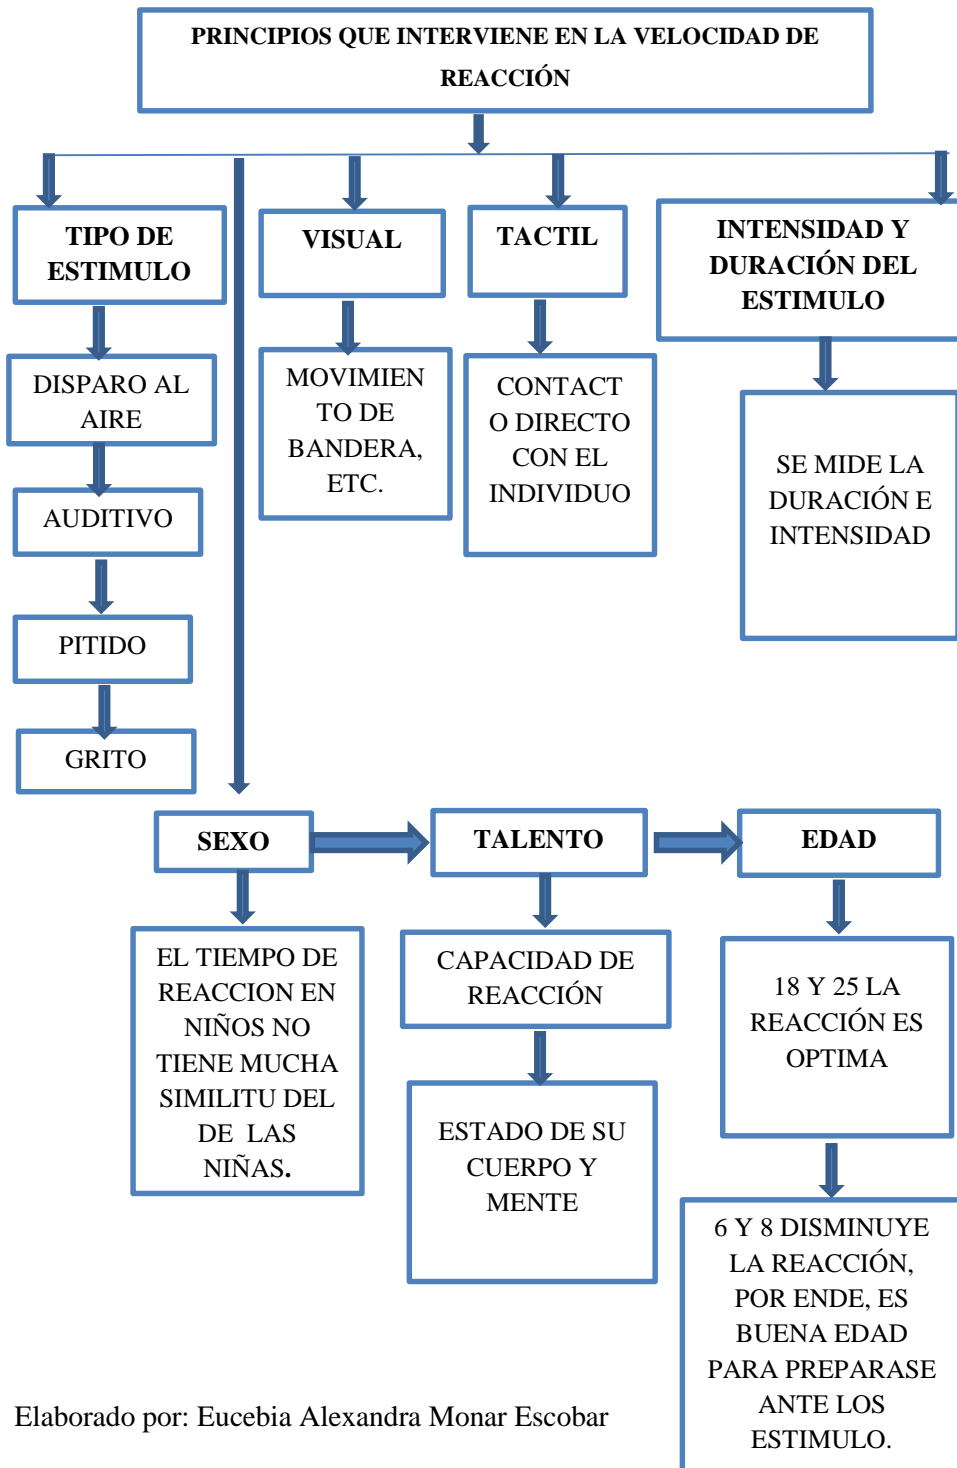 PRINCIPIOS QUE INTERVIENE EN LA VELOCIDAD DE
REACCIÓN
TIPO DE
ESTIMULO
DISPARO AL
AIRE
AUDITIVO
PITIDO
GRITO
VISUAL
MOVIMIEN
TO DE
BANDERA,
ETC.
TACTIL
CONTACT
O DIRECTO
CON EL
INDIVIDUO
INTENSIDAD Y
DURACIÓN DEL
ESTIMULO
SE MIDE LA
DURACIÓN E
INTENSIDAD
SEXO
EL TIEMPO DE
REACCION EN
NIÑOS NO
TIENE MUCHA
SIMILITU DEL
DE LAS
NIÑAS.
TALENTO
CAPACIDAD DE
REACCIÓN
ESTADO DE SU
CUERPO Y
MENTE
EDAD
18 Y 25 LA
REACCIÓN ES
OPTIMA
6 Y 8 DISMINUYE
LA REACCIÓN,
POR ENDE, ES
BUENA EDAD
PARA PREPARASE
ANTE LOS
ESTIMULO.
Elaborado por: Eucebia Alexandra Monar Escobar